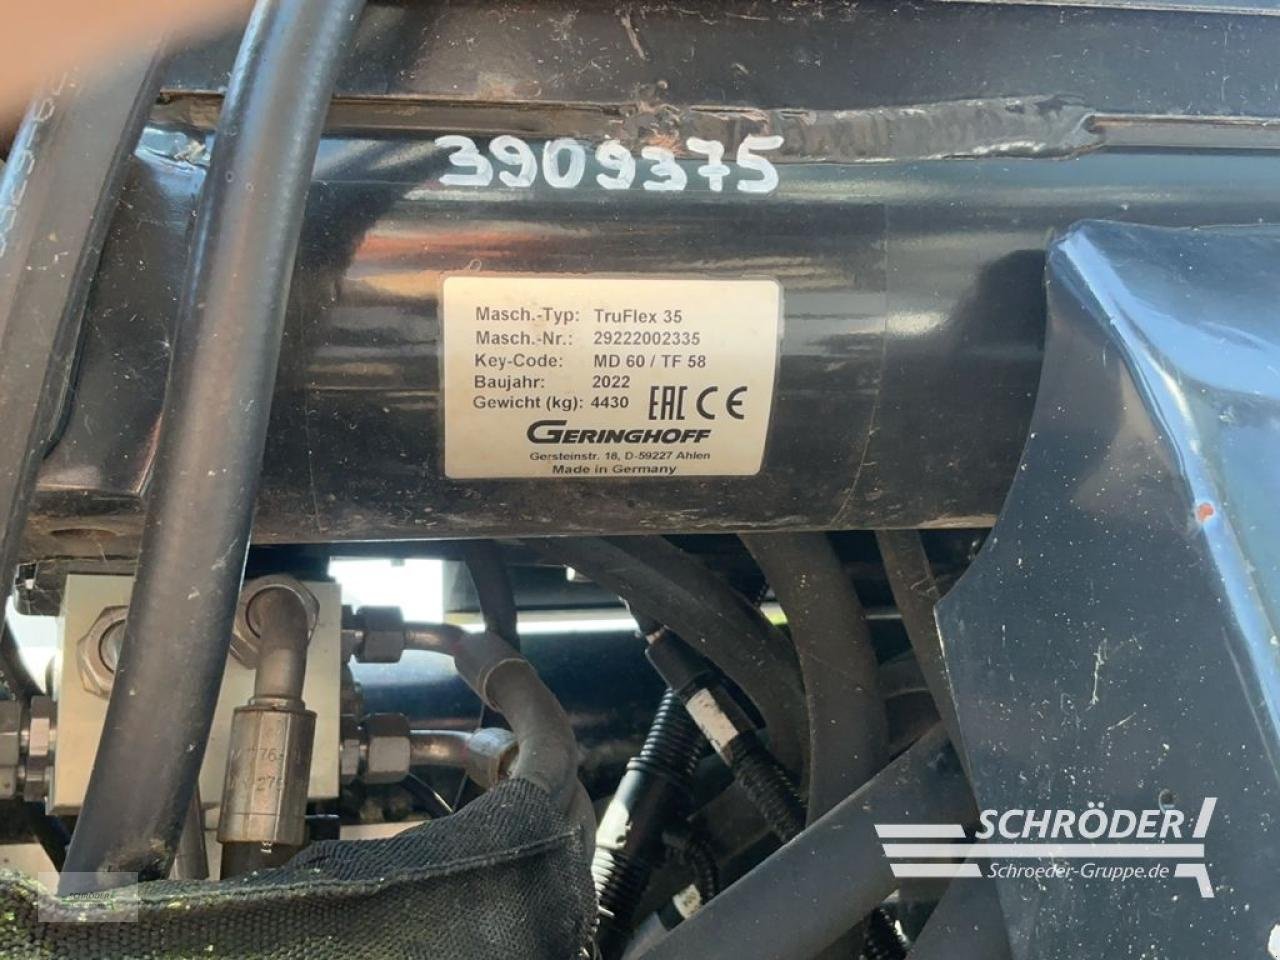 3909375
Masch.-Typ: TruFlex 35
Masch.-Nr.: 29222002335
Key-Code: MD 60 / TF 58
Baujahr: 2022
Gewicht (kg): 4430 EAC CE
GERINGHOFF
Gersteinstr. 18, D-59227 Ahlen
Made in Germany
SCHRÖDER
Schroeder-Gruppe.de
SCHRÖDER